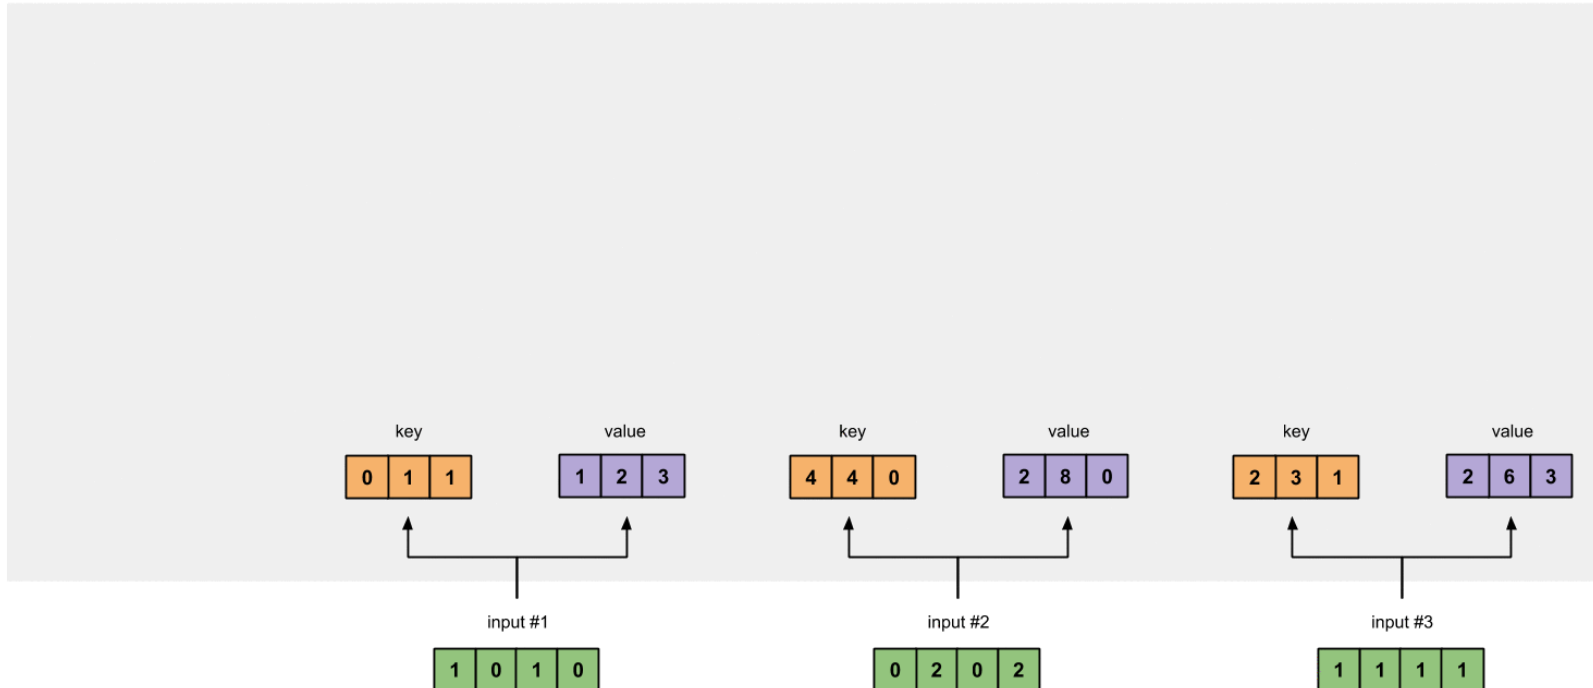 key value key value key value
0 1 1 1 2 3 4 4 0 2 8 0 2 3 1 2 6 3
input #1 input #2 input #3
1 0 1 0 0 2 0 2 1 1 1 1